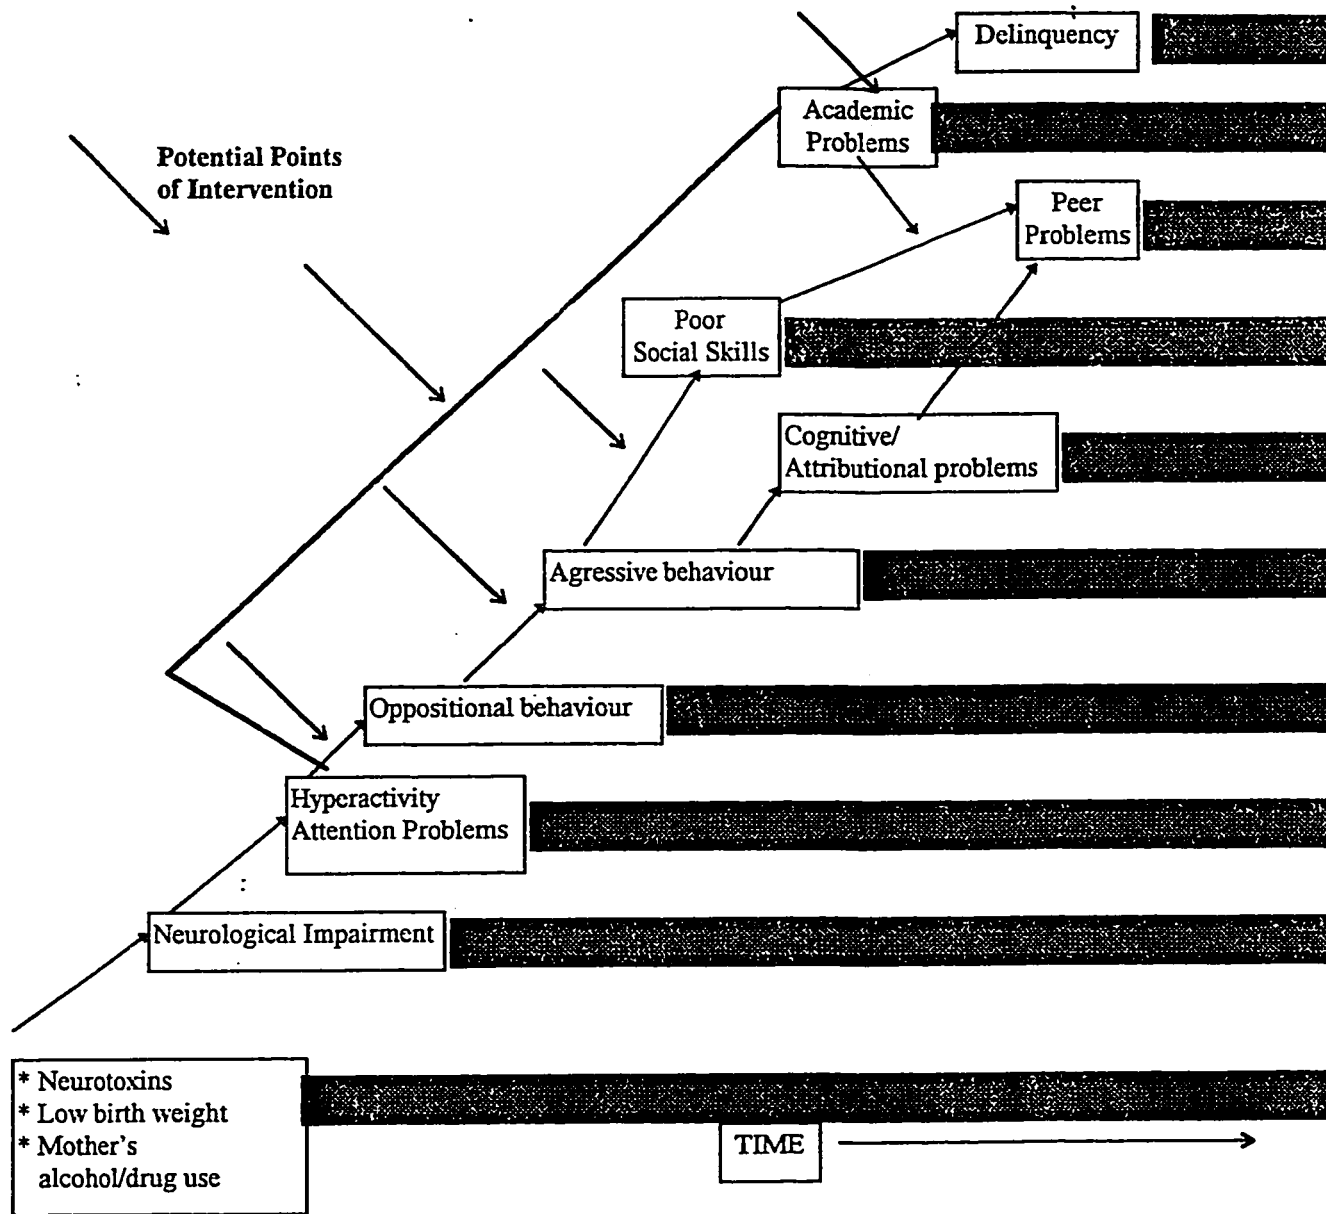 Delinquency
Academic
Problems
Potential Points
of Intervention
Peer
Problems
Poor
Social Skills
Cognitive/
Attributional problems
Agressive behaviour
Oppositional behaviour
Hyperactivity
Attention Problems
Neurological Impairment
* Neurotoxins
* Low birth weight
* Mother's
alcohol/drug use
TIME